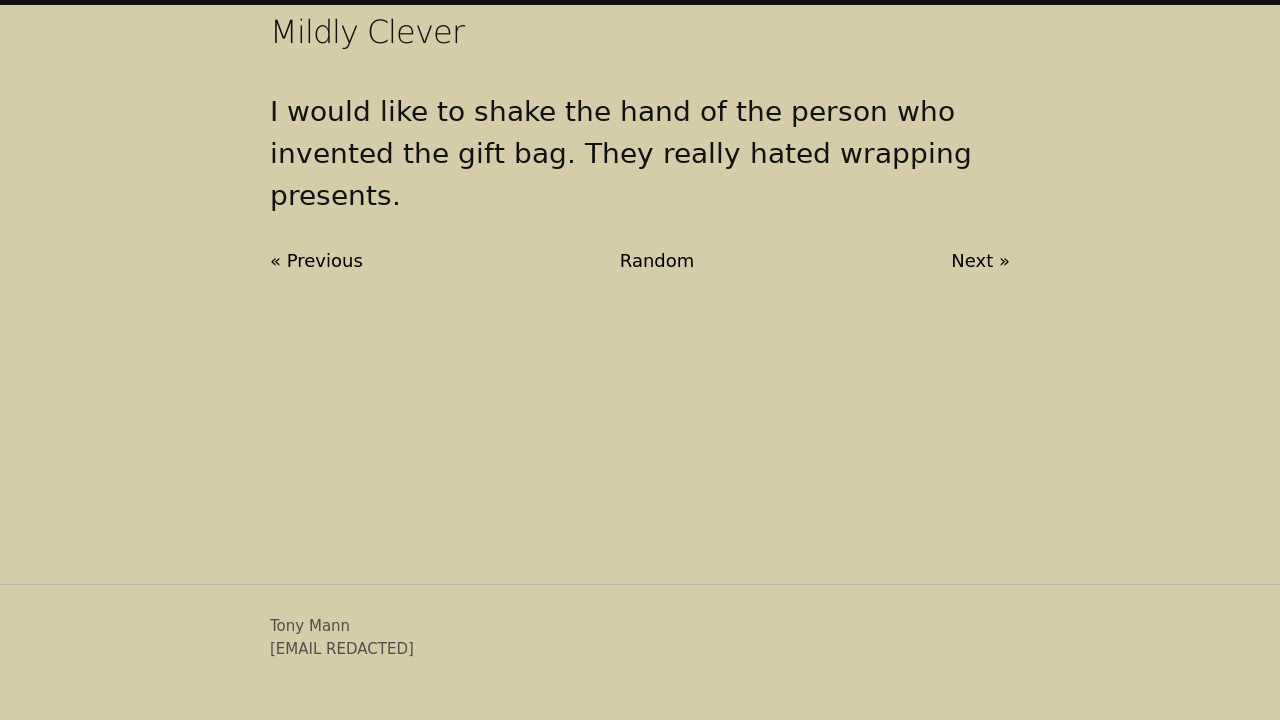 Mildly Clever
I would like to shake the hand of the person who
invented the gift bag. They really hated wrapping
presents.
« Previous
Random
Next »
Tony Mann
[EMAIL REDACTED]